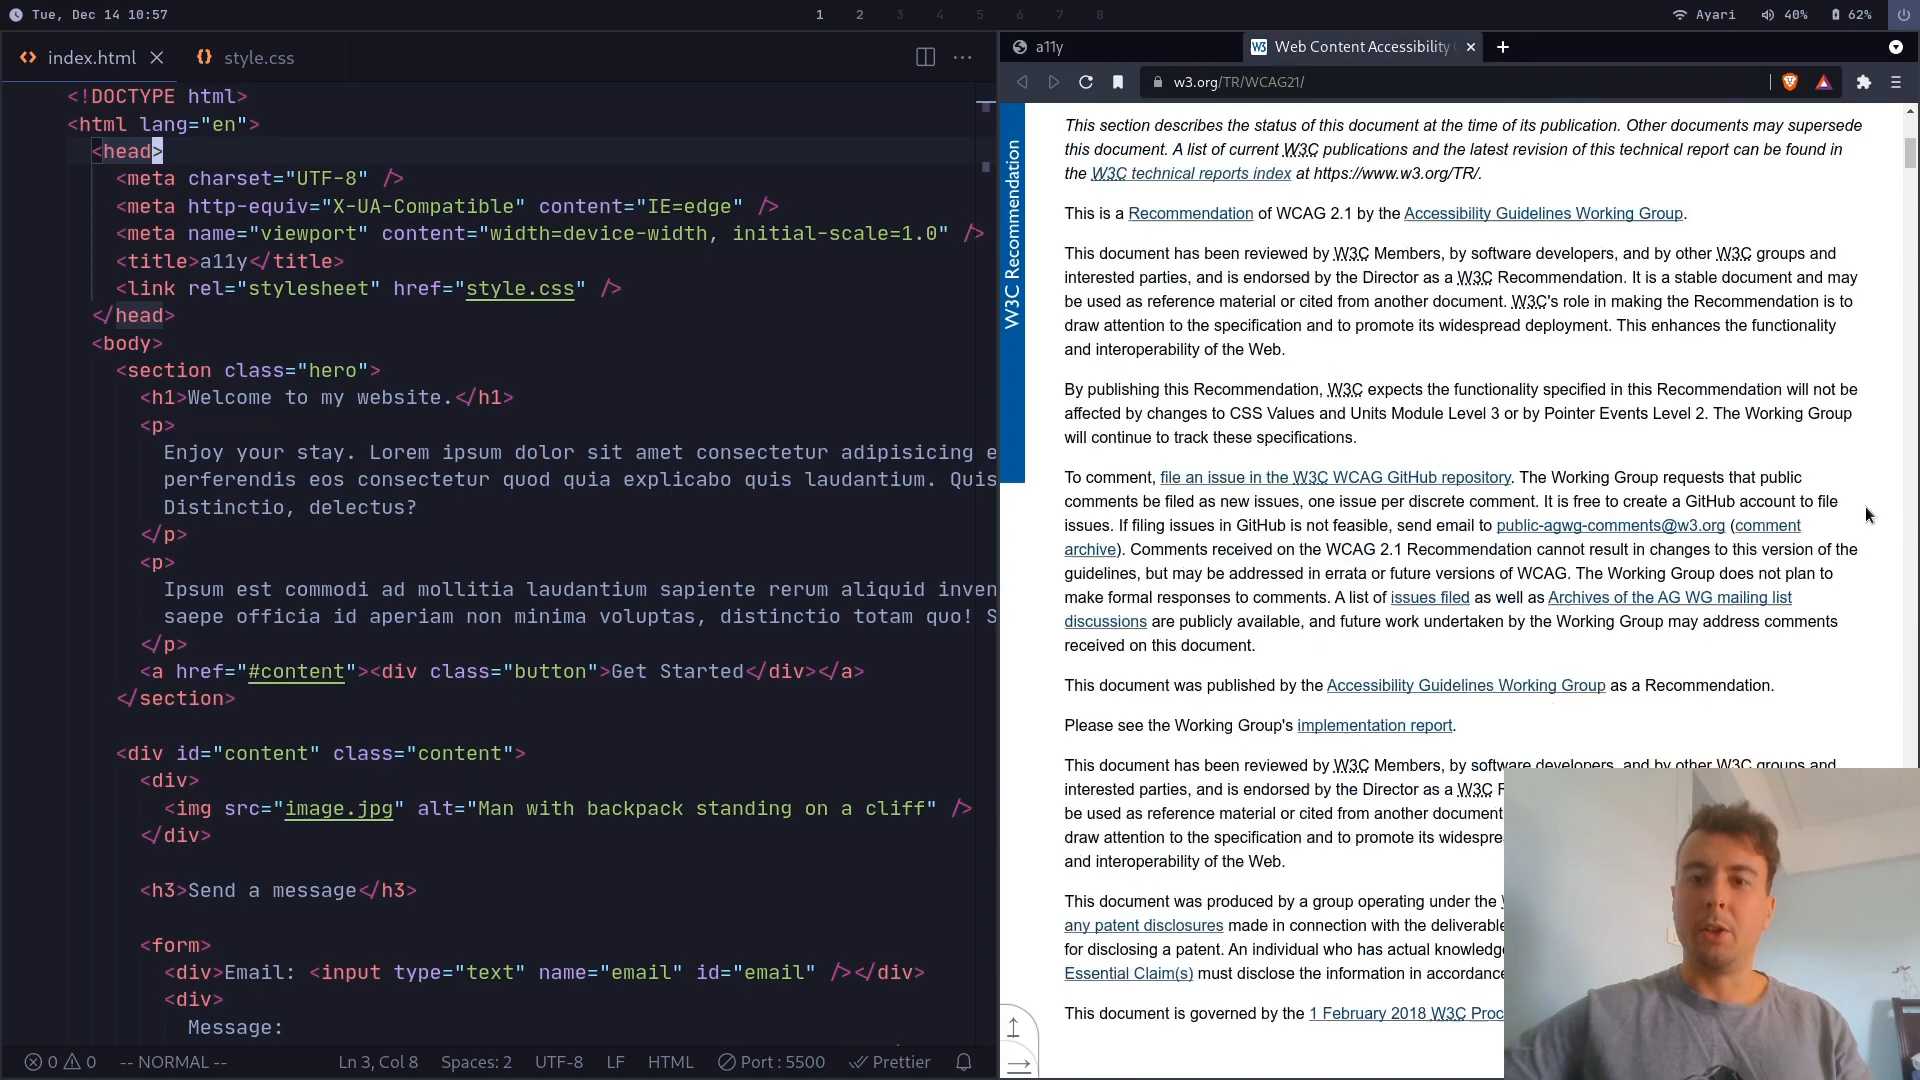 Tue, Dec 14 10:57
1 2 3 4 5 6 7 8
Ayari 40% 62%
index.html
style.css
<!DOCTYPE html>
<html lang="en">
<head>
<meta charset="UTF-8" />
<meta http-equiv="X-UA-Compatible" content="IE=edge" />
<meta name="viewport" content="width=device-width, initial-scale=1.0" />
<title>a11y</title>
<link rel="stylesheet" href="style.css" />
</head>
<body>
<section class="hero">
<h1>Welcome to my website.</h1>
<p>
Enjoy your stay. Lorem ipsum dolor sit amet consectetur adipisicing e
perferendis eos consectetur quod quia explicabo quis laudantium. Quis
Distinctio, delectus?
</p>
<p>
Ipsum est commodi ad mollitia laudantium sapiente rerum aliquid inven
saepe officia id aperiam non minima voluptas, distinctio totam quo! S
</p>
<a href="#content"><div class="button">Get Started</div></a>
</section>
<div id="content" class="content">
<div>
<img src="image.jpg" alt="Man with backpack standing on a cliff" />
</div>
<h3>Send a message</h3>
<form>
<div>Email: <input type="text" name="email" id="email" /></div>
<div>
Message:
0 0 -- NORMAL -- Ln 3, Col 8 Spaces: 2 UTF-8 LF HTML Port : 5500 Prettier
a11y
W3 Web Content Accessibility
w3.org/TR/WCAG21/
W3C Recommendation
This section describes the status of this document at the time of its publication. Other documents may supersede
this document. A list of current W3C publications and the latest revision of this technical report can be found in
the W3C technical reports index at https://www.w3.org/TR/.
This is a Recommendation of WCAG 2.1 by the Accessibility Guidelines Working Group.
This document has been reviewed by W3C Members, by software developers, and by other W3C groups and
interested parties, and is endorsed by the Director as a W3C Recommendation. It is a stable document and may
be used as reference material or cited from another document. W3C's role in making the Recommendation is to
draw attention to the specification and to promote its widespread deployment. This enhances the functionality
and interoperability of the Web.
By publishing this Recommendation, W3C expects the functionality specified in this Recommendation will not be
affected by changes to CSS Values and Units Module Level 3 or by Pointer Events Level 2. The Working Group
will continue to track these specifications.
To comment, file an issue in the W3C WCAG GitHub repository. The Working Group requests that public
comments be filed as new issues, one issue per discrete comment. It is free to create a GitHub account to file
issues. If filing issues in GitHub is not feasible, send email to public-agwg-comments@w3.org (comment
archive). Comments received on the WCAG 2.1 Recommendation cannot result in changes to this version of the
guidelines, but may be addressed in errata or future versions of WCAG. The Working Group does not plan to
make formal responses to comments. A list of issues filed as well as Archives of the AG WG mailing list
discussions are publicly available, and future work undertaken by the Working Group may address comments
received on this document.
This document was published by the Accessibility Guidelines Working Group as a Recommendation.
Please see the Working Group's implementation report.
This document has been reviewed by W3C Members, by software developers, and by other W3C groups and
interested parties, and is endorsed by the Director as a W3C
be used as reference material or cited from another document
draw attention to the specification and to promote its widespre
and interoperability of the Web.
This document was produced by a group operating under the
any patent disclosures made in connection with the deliverable
for disclosing a patent. An individual who has actual knowledg
Essential Claim(s) must disclose the information in accordanc
This document is governed by the 1 February 2018 W3C Proc